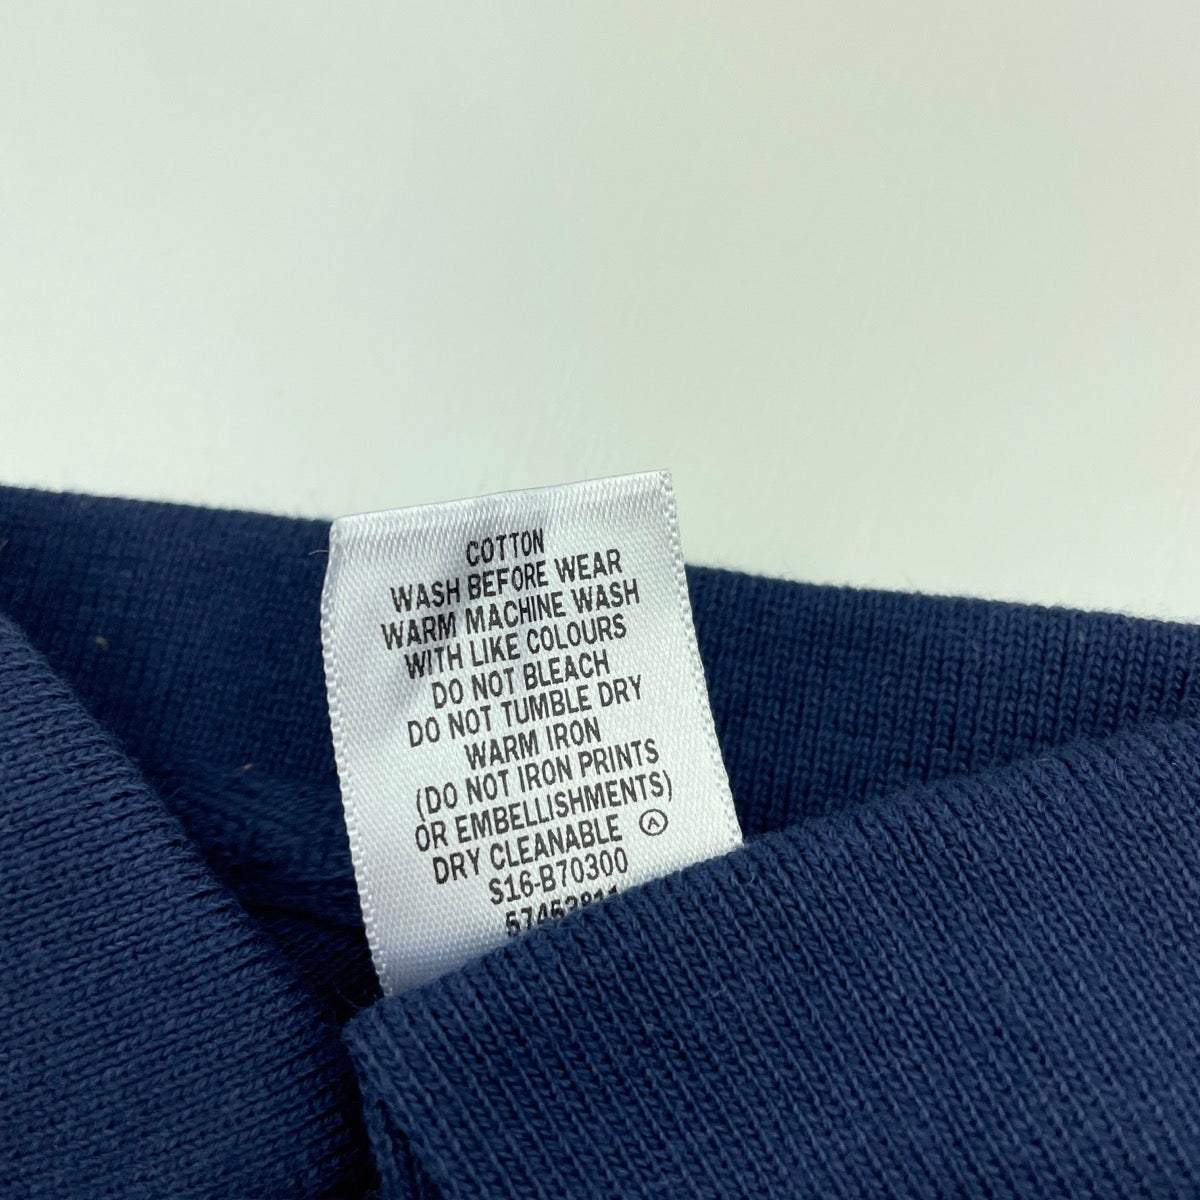 COTTON
WASH BEFORE WEAR
WARM MACHINE WASH
WITH LIKE COLOURS
DO NOT BLEACH
DO NOT TUMBLE DRY
WARM IRON
(DO NOT IRON PRINTS
OR EMBELLISHMENTS)
DRY CLEANABLE Ⓐ
S16-B70300